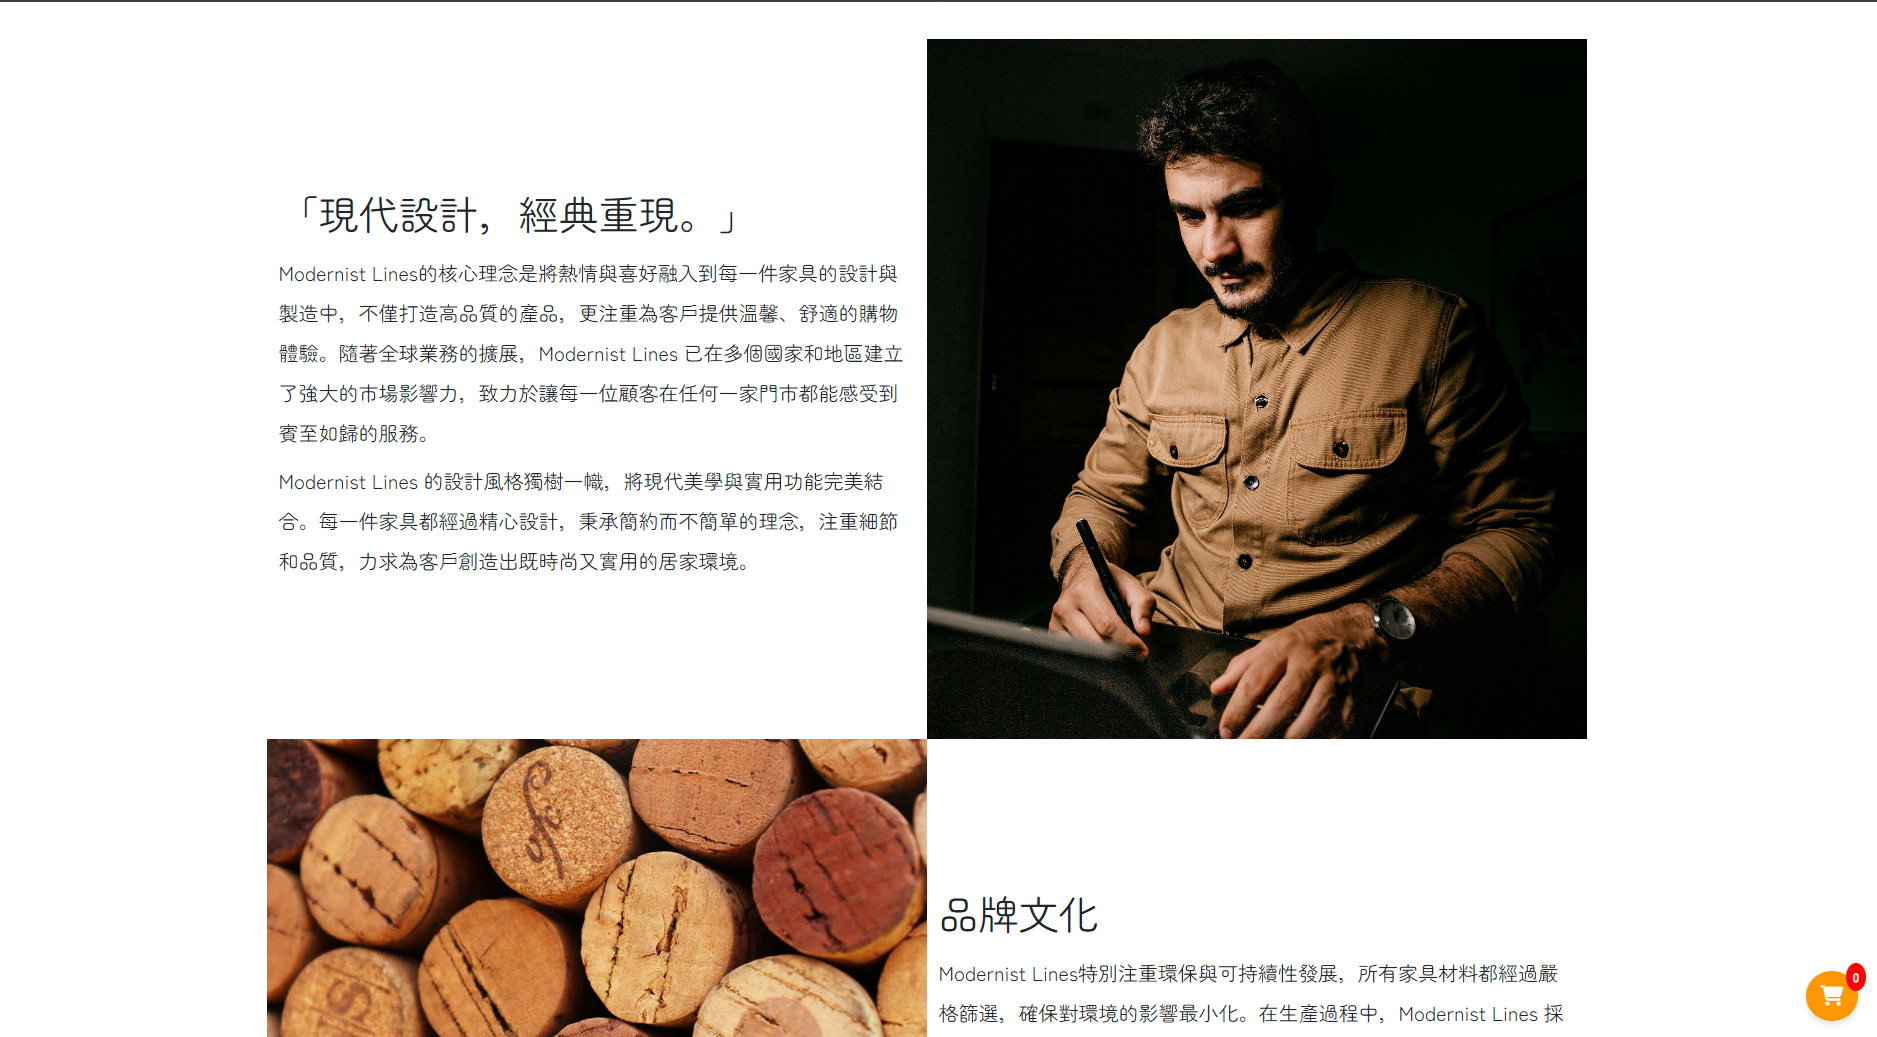 「現代設計，經典重現。」
Modernist Lines的核心理念是將熱情與喜好融入到每一件家具的設計與
製造中，不僅打造高品質的產品，更注重為客戶提供溫馨、舒適的購物
體驗。隨著全球業務的擴展，Modernist Lines 已在多個國家和地區建立
了強大的市場影響力，致力於讓每一位顧客在任何一家門市都能感受到
賓至如歸的服務。
Modernist Lines 的設計風格獨樹一幟，將現代美學與實用功能完美結
合。每一件家具都經過精心設計，秉承簡約而不簡單的理念，注重細節
和品質，力求為客戶創造出既時尚又實用的居家環境。
品牌文化
Modernist Lines特別注重環保與可持續性發展，所有家具材料都經過嚴
格篩選，確保對環境的影響最小化。在生產過程中，Modernist Lines 採
0